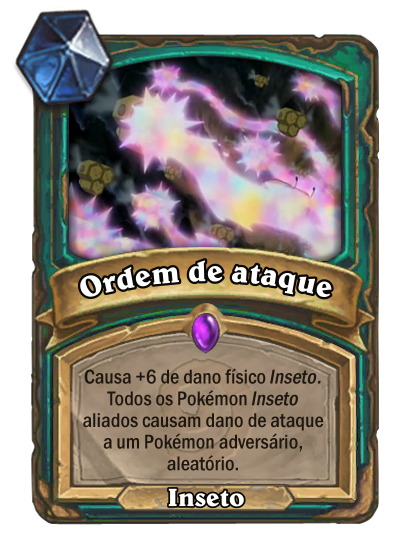 Ordem de ataque
Causa +6 de dano físico Inseto.
Todos os Pokémon Inseto
aliados causam dano de ataque
a um Pokémon adversário,
aleatório.
Inseto